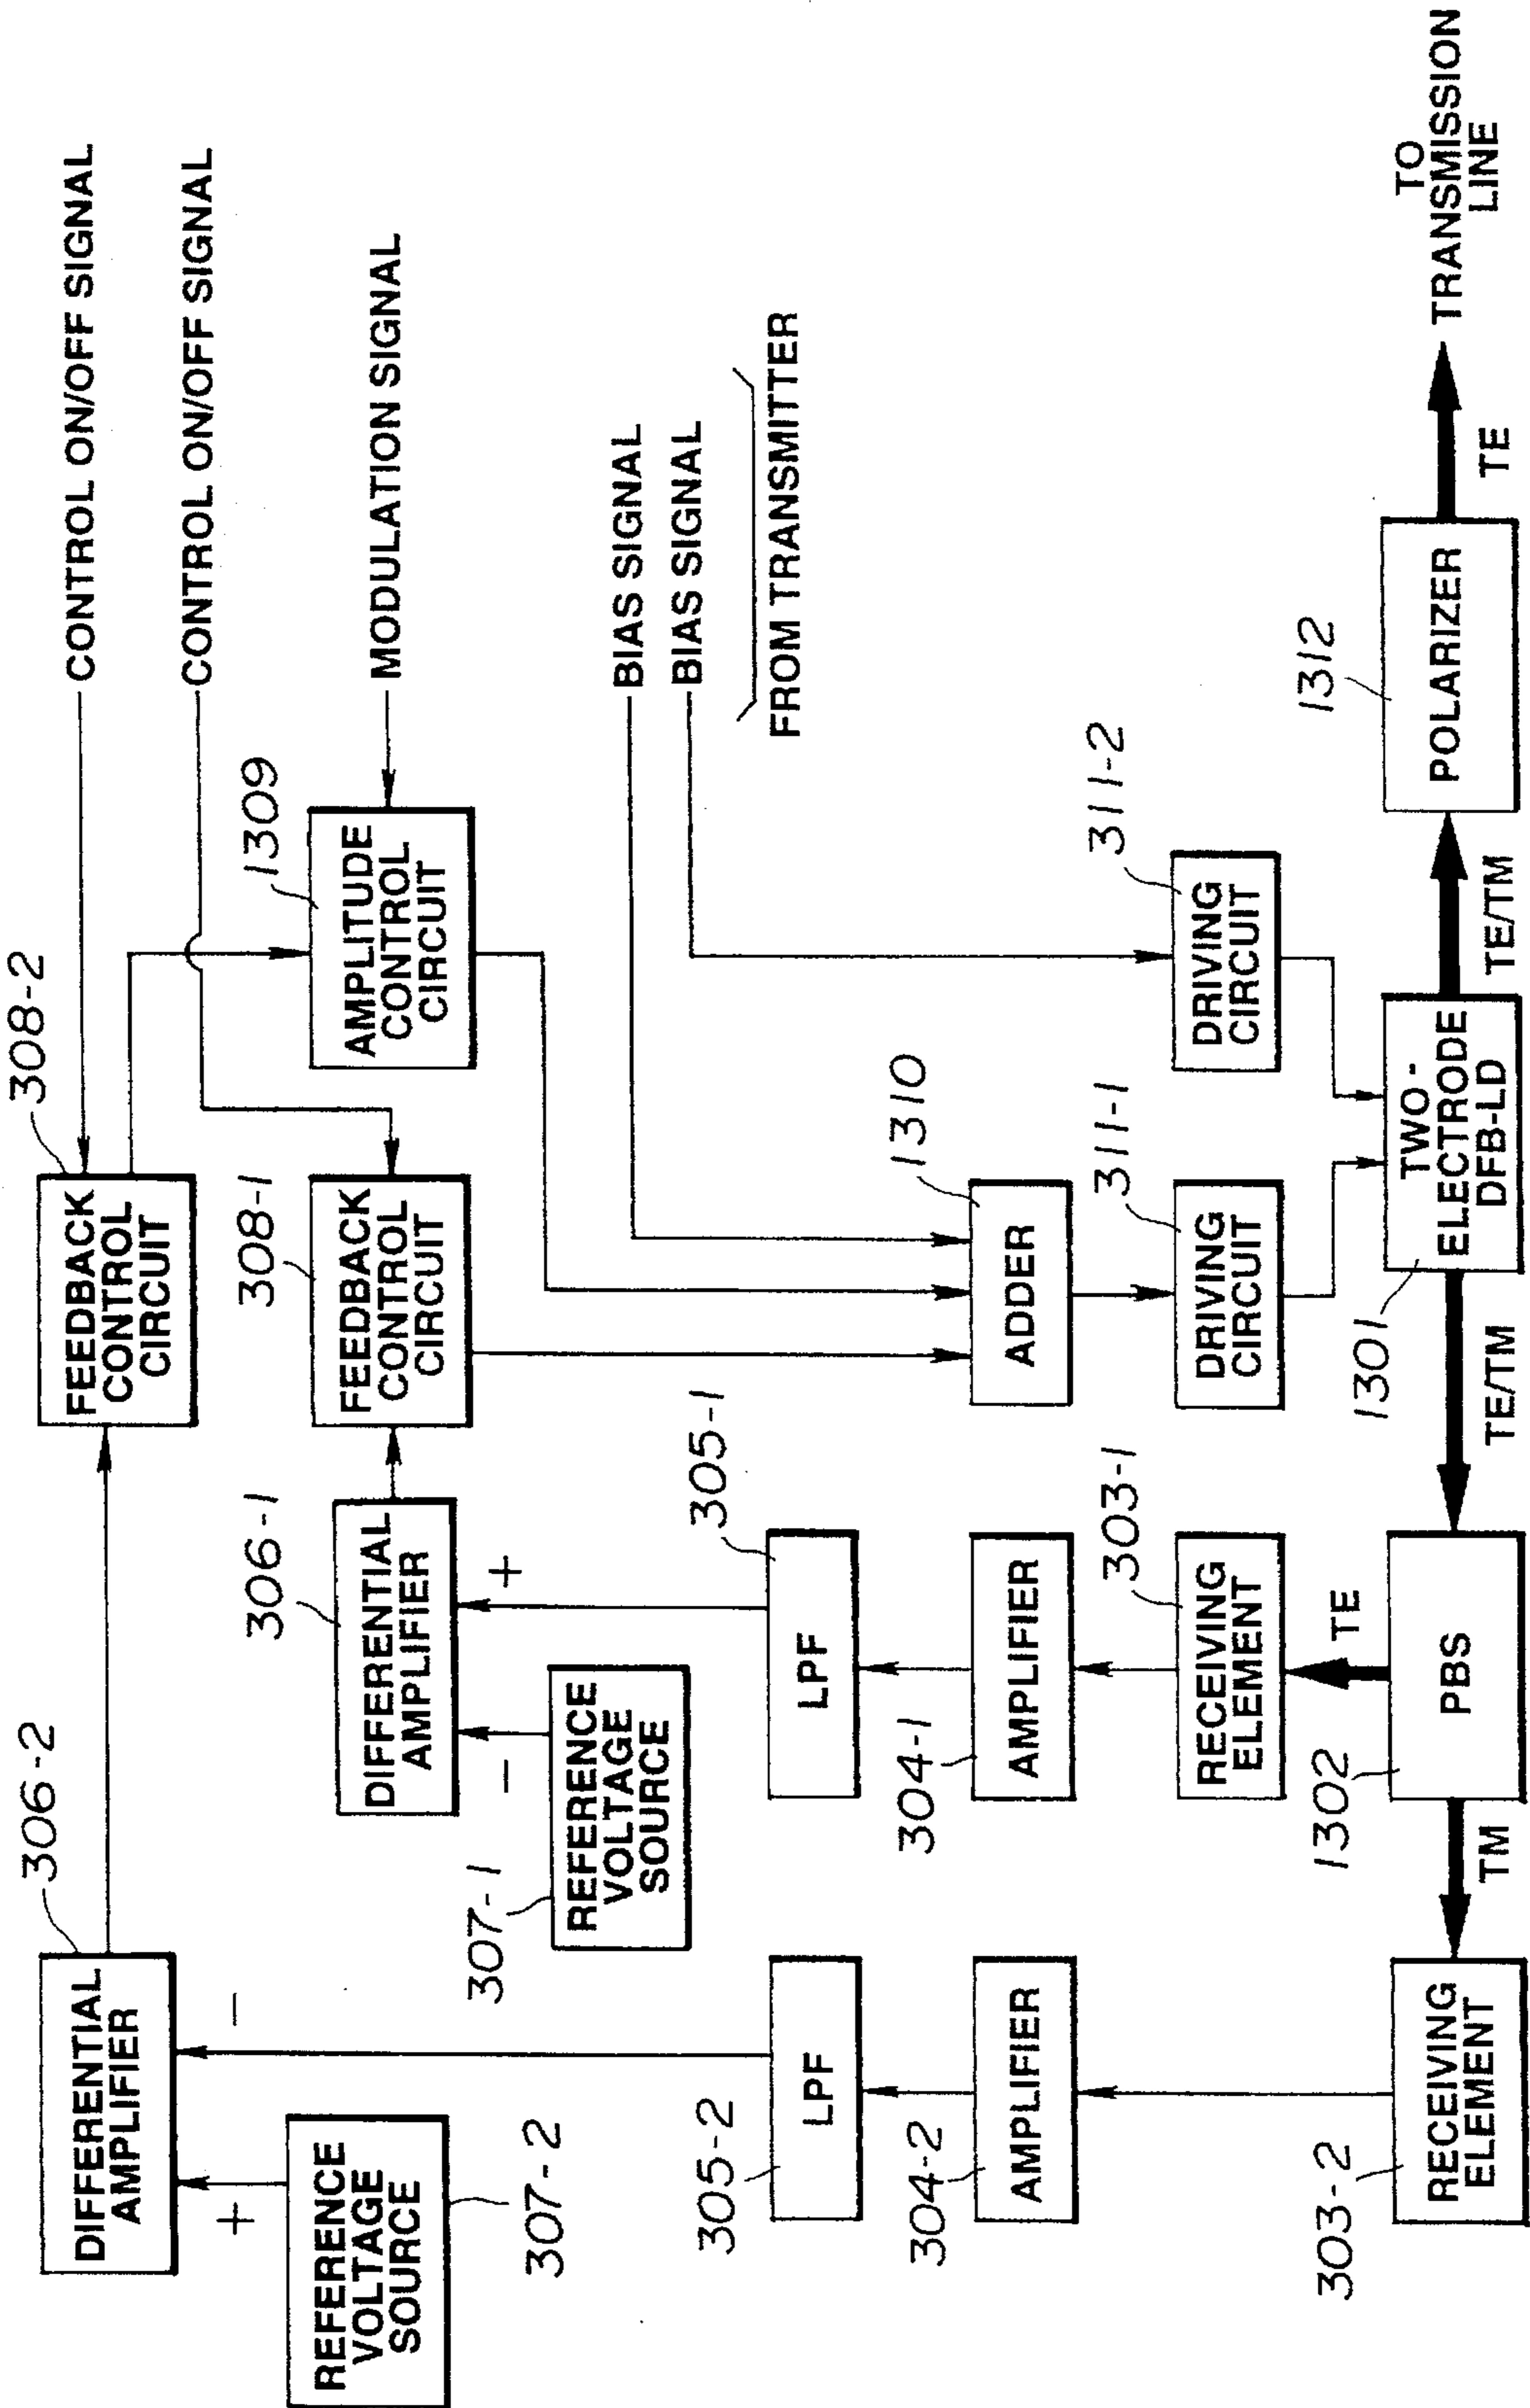 306-2
DIFFERENTIAL
AMPLIFIER
+
−
REFERENCE
VOLTAGE
SOURCE
307-2
308-2
FEEDBACK
CONTROL
CIRCUIT
CONTROL ON/OFF SIGNAL
CONTROL ON/OFF SIGNAL
306-1
DIFFERENTIAL
AMPLIFIER
−
+
307-1
REFERENCE
VOLTAGE
SOURCE
308-1
FEEDBACK
CONTROL
CIRCUIT
1309
AMPLITUDE
CONTROL
CIRCUIT
MODULATION SIGNAL
BIAS SIGNAL
BIAS SIGNAL
FROM TRANSMITTER
305-2
LPF
305-1
LPF
304-2
AMPLIFIER
304-1
AMPLIFIER
1310
ADDER
303-1
RECEIVING
ELEMENT
311-1
DRIVING
CIRCUIT
311-2
DRIVING
CIRCUIT
303-2
RECEIVING
ELEMENT
TM
1302
PBS
TE
TE/TM
1301
TWO-
ELECTRODE
DFB-LD
TE/TM
1312
POLARIZER
TE
TO
TRANSMISSION
LINE